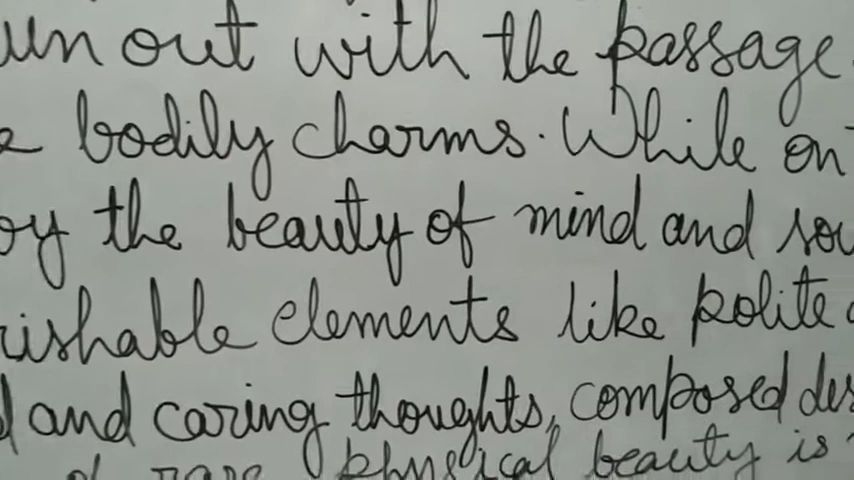 out with the passage
bodily charms. While on
the beauty of mind and
elements like polite
and caring thoughts, composed
physical beauty is